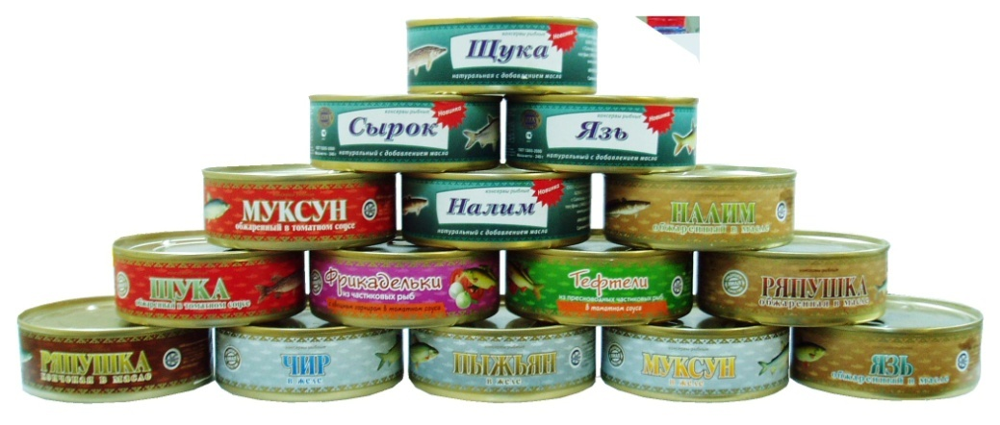 консервы рыбные
Новинка
Щука
натуральная с добавлением масла
консервы рыбные
Новинка
Сырок
натуральный с добавлением масла
консервы рыбные
Новинка
Язь
натуральный с добавлением масла
МУКСУН
обжаренный в томатном соусе
консервы рыбные
Новинка
Налим
натуральный с добавлением масла
НАЛИМ
обжаренный в масле
ЩУКА
обжаренная в томатном соусе
Фрикадельки
из частиковых рыб
в томатном соусе
Тефтели
из пресноводных частиковых рыб
в томатном соусе
РЯПУШКА
обжаренная в масле
РЯПУШКА
копченая в масле
ЧИР
в желе
ПЫЖЬЯН
в желе
МУКСУН
в желе
ЯЗЬ
обжаренный в масле